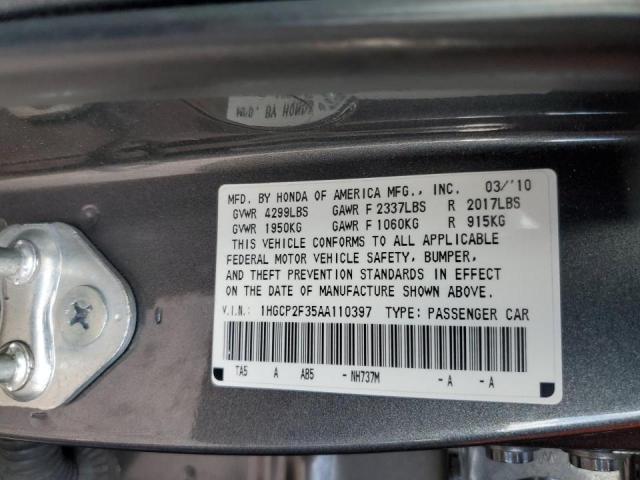 MFD. BY HONDA OF AMERICA MFG., INC. 03/'10
GVWR 4299LBS GAWR F 2337LBS R 2017LBS
GVWR 1950KG GAWR F 1060KG R 915KG
THIS VEHICLE CONFORMS TO ALL APPLICABLE
FEDERAL MOTOR VEHICLE SAFETY, BUMPER,
AND THEFT PREVENTION STANDARDS IN EFFECT
ON THE DATE OF MANUFACTURE SHOWN ABOVE.
V.I.N.: 1HGCP2F35AA110397 TYPE: PASSENGER CAR
TA5 A AB5 - NH737M - A - A